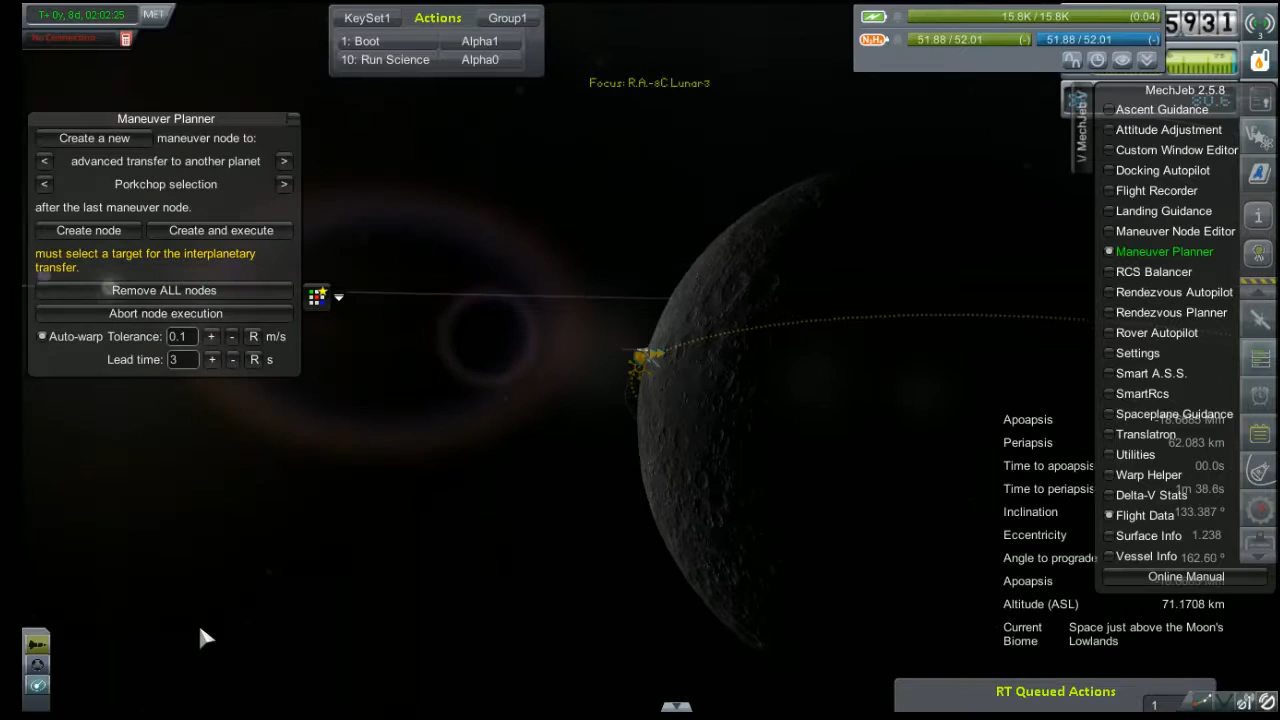 T+ 0y, 8d, 02:02:25 MET
No Connection
KeySet1 Actions Group1
1: Boot Alpha1
10: Run Science Alpha0
15.8K / 15.8K (0.04)
51.88 / 52.01 (-) 51.88 / 52.01 (-)
5931
3
Focus: R.A.-8C Lunar3
Maneuver Planner
Create a new maneuver node to:
< advanced transfer to another planet >
< Porkchop selection >
after the last maneuver node.
Create node Create and execute
must select a target for the interplanetary
transfer.
Remove ALL nodes
Abort node execution
Auto-warp Tolerance: 0.1 + - R m/s
Lead time: 3 + - R s
V MechJeb V
MechJeb 2.5.8
Ascent Guidance
Attitude Adjustment
Custom Window Editor
Docking Autopilot
Flight Recorder
Landing Guidance
Maneuver Node Editor
Maneuver Planner
RCS Balancer
Rendezvous Autopilot
Rendezvous Planner
Rover Autopilot
Settings
Smart A.S.S.
SmartRcs
Spaceplane Guidance
Translatron
Utilities
Warp Helper
Delta-V Stats
Flight Data
Surface Info
Vessel Info
Online Manual
Apoapsis
Periapsis 62.083 km
Time to apoapsis 00.0s
Time to periapsis 1m 38.6s
Inclination 133.387 º
Eccentricity 1.238
Angle to prograde 162.60 º
Apoapsis
Altitude (ASL) 71.1708 km
Current Space just above the Moon's
Biome Lowlands
RT Queued Actions
1